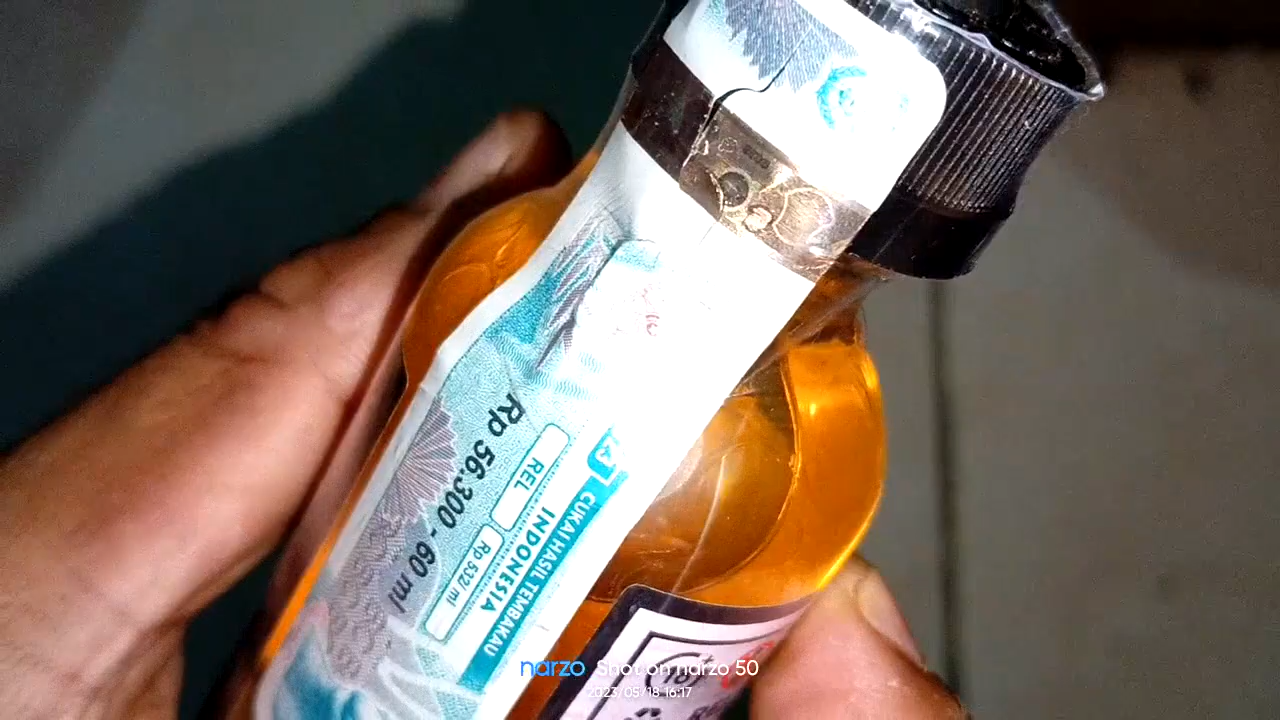 Rp 56.300 - 60 ml
REL
Rp 532/ ml
INDONESIA
CUKAI HASIL TEMBAKAU
narzo Shot on narzo 50
2023/05/18 16:17